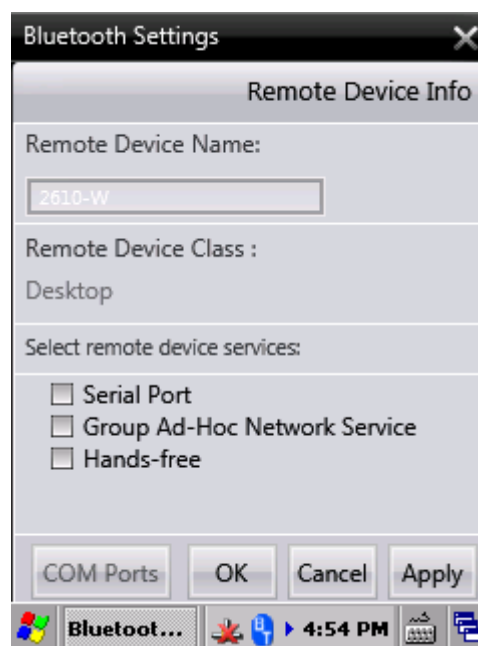 Bluetooth Settings
Remote Device Info
Remote Device Name:
2610-W
Remote Device Class :
Desktop
Select remote device services:
Serial Port
Group Ad-Hoc Network Service
Hands-free
COM Ports OK Cancel Apply
Bluetoot... 4:54 PM